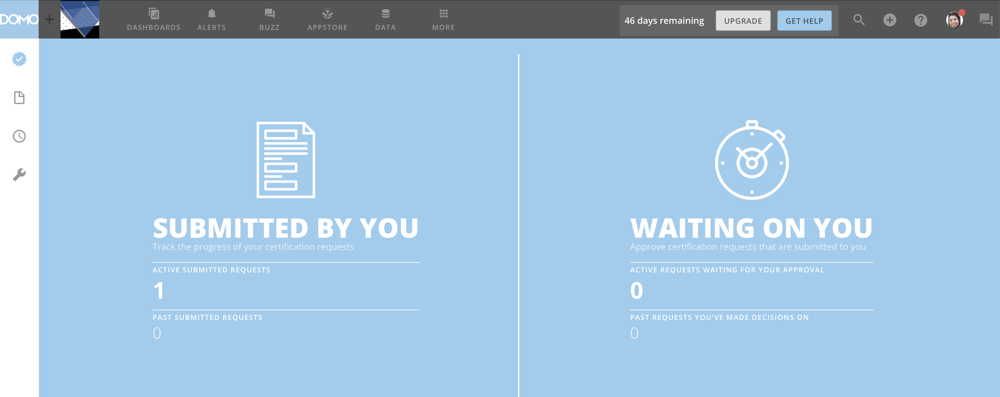 DOMO
DASHBOARDS
ALERTS
BUZZ
APPSTORE
DATA
MORE
46 days remaining
UPGRADE
GET HELP
SUBMITTED BY YOU
Track the progress of your certification requests
ACTIVE SUBMITTED REQUESTS
1
PAST SUBMITTED REQUESTS
0
WAITING ON YOU
Approve certification requests that are submitted to you
ACTIVE REQUESTS WAITING FOR YOUR APPROVAL
0
PAST REQUESTS YOU'VE MADE DECISIONS ON
0